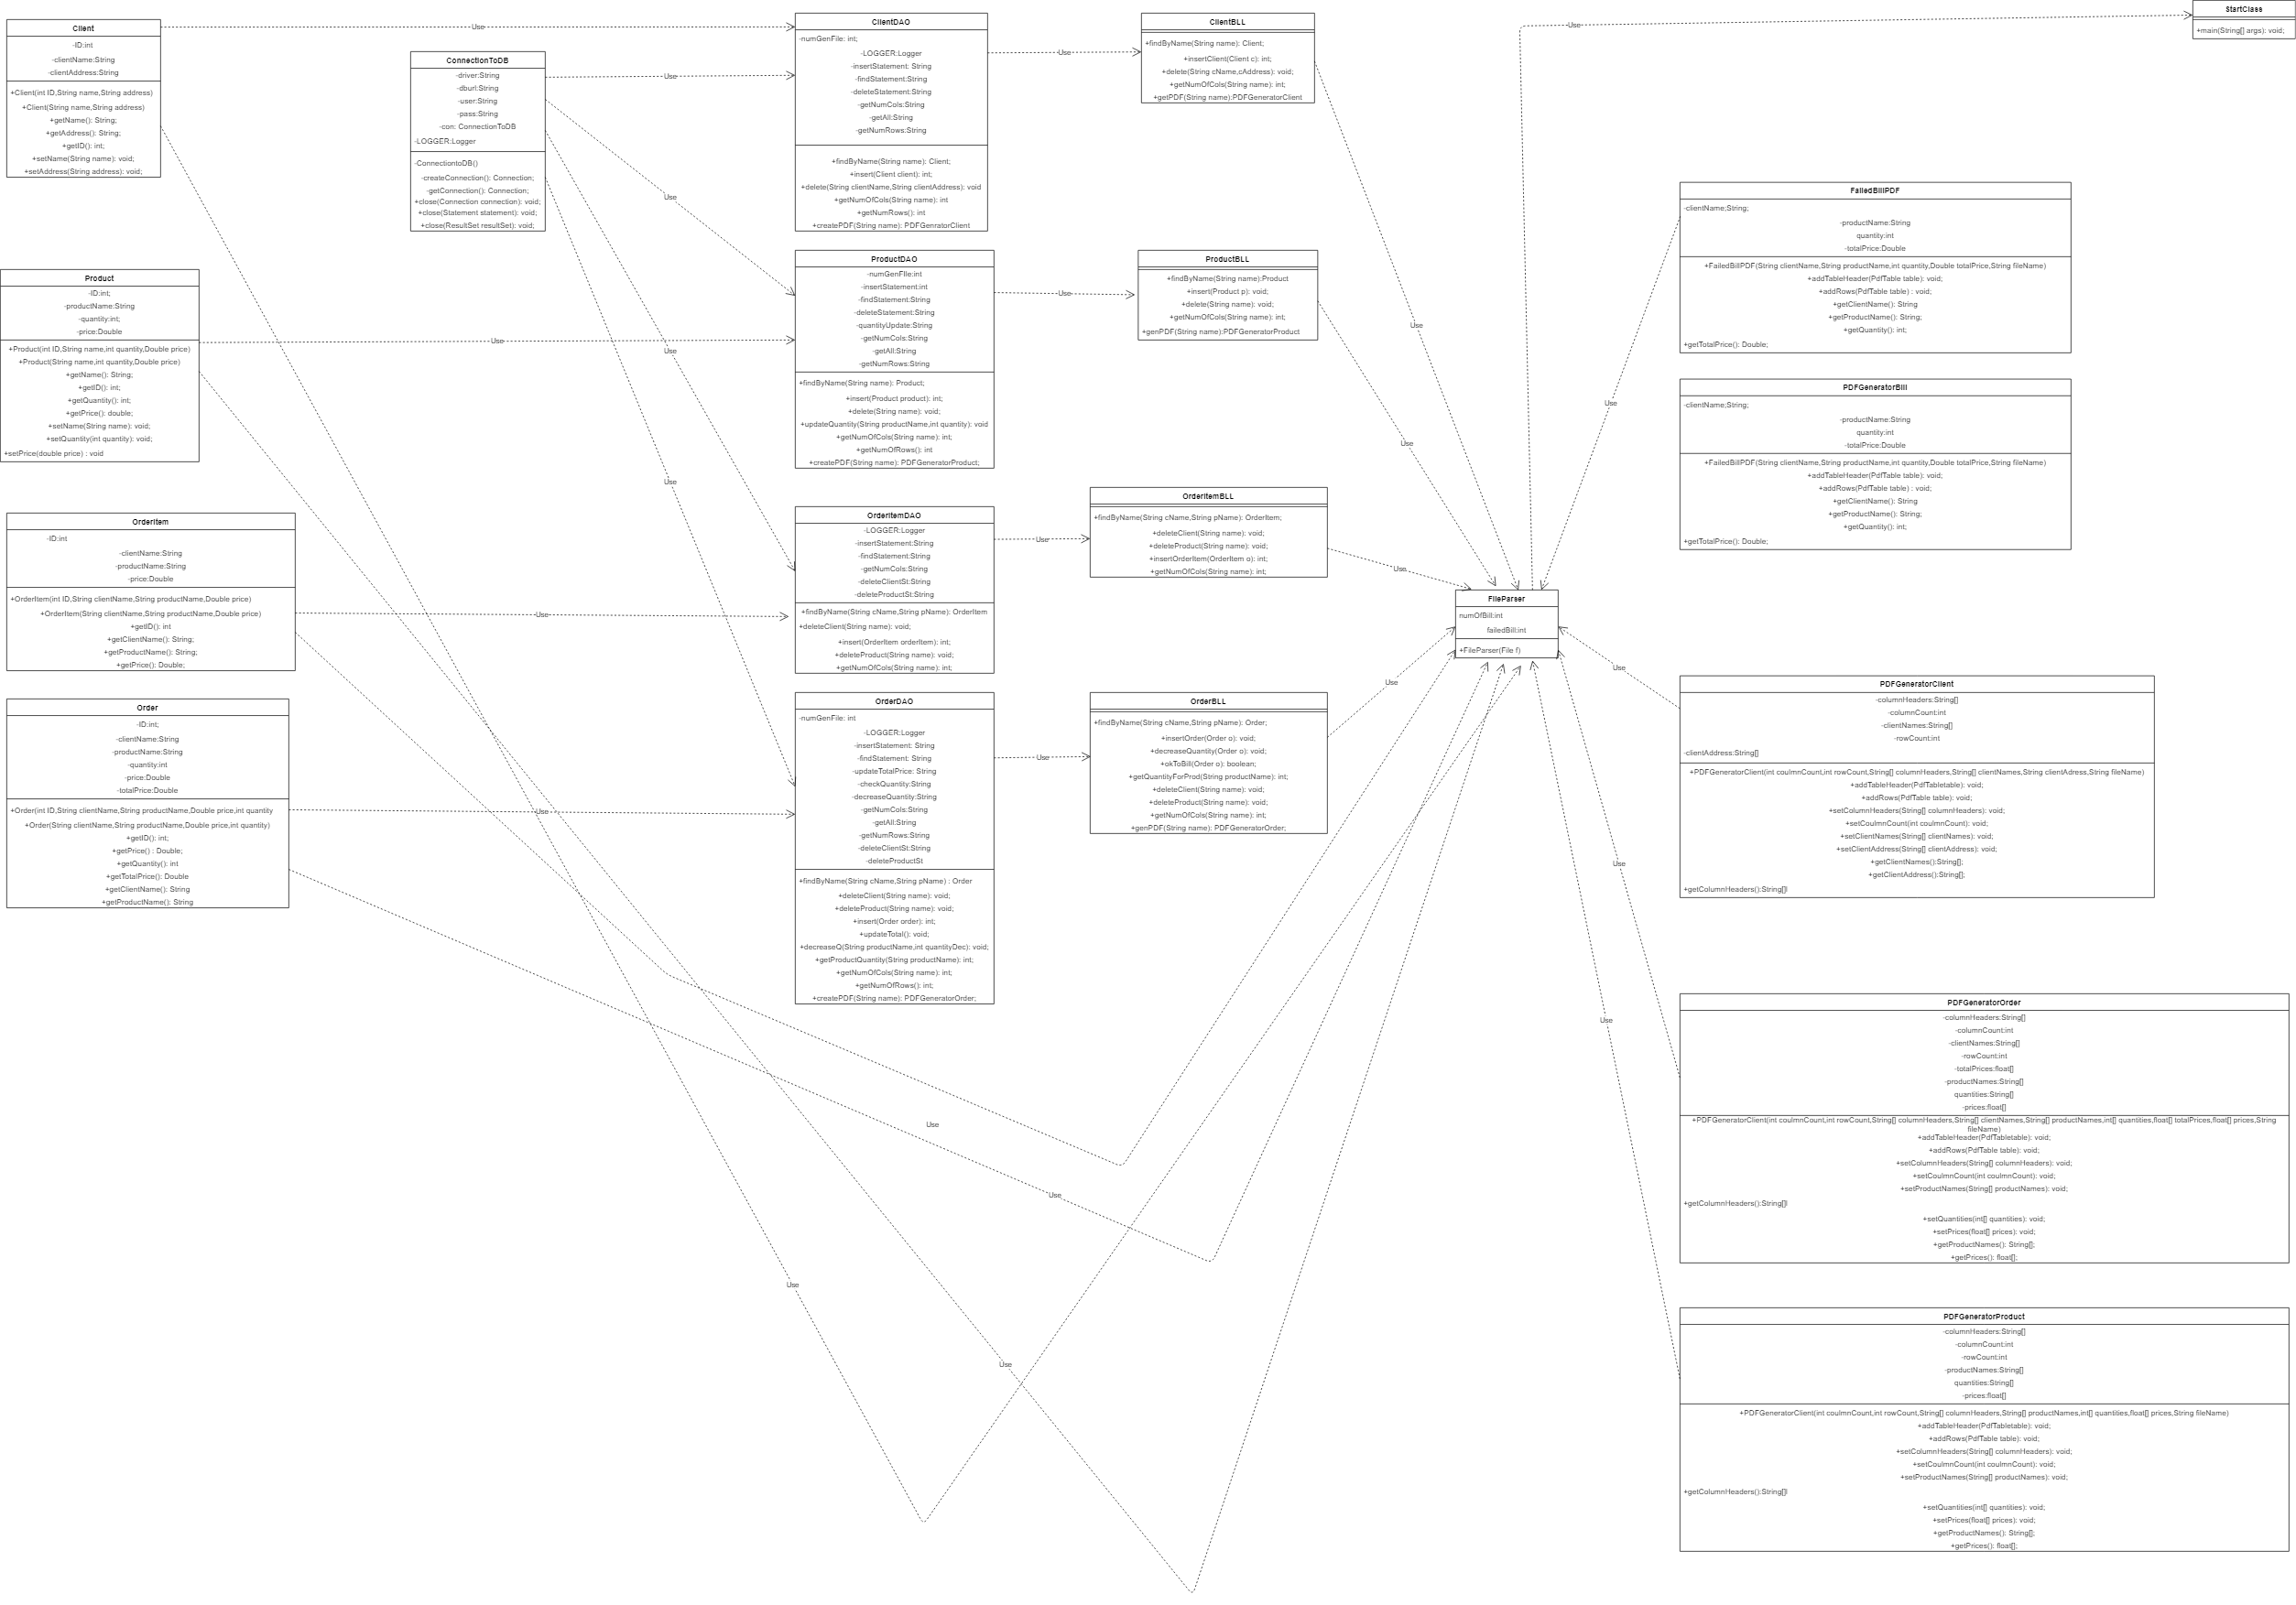 Client
-ID:int
-clientName:String
-clientAddress:String
+Client(int ID,String name,String address)
+Client(String name,String address)
+getName(): String;
+getAddress(): String;
+getID(): int;
+setName(String name): void;
+setAddress(String address): void;
Product
-ID:int;
-productName:String
-quantity:int;
-price:Double
+Product(int ID,String name,int quantity,Double price)
+Product(String name,int quantity,Double price)
+getName(): String;
+getID(): int;
+getQuantity(): int;
+getPrice(): double;
+setName(String name): void;
+setQuantity(int quantity): void;
+setPrice(double price) : void
OrderItem
-ID:int
-clientName:String
-productName:String
-price:Double
+OrderItem(int ID,String clientName,String productName,Double price)
+OrderItem(String clientName,String productName,Double price)
+getID(): int
+getClientName(): String;
+getProductName(): String;
+getPrice(): Double;
Order
-ID:int;
-clientName:String
-productName:String
-quantity:int
-price:Double
-totalPrice:Double
+Order(int ID,String clientName,String productName,Double price,int quantity
+Order(String clientName,String productName,Double price,int quantity)
+getID(): int;
+getPrice() : Double;
+getQuantity(): int
+getTotalPrice(): Double
+getClientName(): String
+getProductName(): String
ConnectionToDB
-driver:String
-dburl:String
-user:String
-pass:String
-con: ConnectionToDB
-LOGGER:Logger
-ConnectiontoDB()
-createConnection(): Connection;
-getConnection(): Connection;
+close(Connection connection): void;
+close(Statement statement): void;
+close(ResultSet resultSet): void;
Use
Use
Use
Use
Use
Use
Use
Use
ClientDAO
-numGenFile: int;
-LOGGER:Logger
-insertStatement: String
-findStatement:String
-deleteStatement:String
-getNumCols:String
-getAll:String
-getNumRows:String
+findByName(String name): Client;
+insert(Client client): int;
+delete(String clientName,String clientAddress): void
+getNumOfCols(String name): int
+getNumRows(): int
+createPDF(String name): PDFGenratorClient
ProductDAO
-numGenFIle:int
-insertStatement:int
-findStatement:String
-deleteStatement:String
-quantityUpdate:String
-getNumCols:String
-getAll:String
-getNumRows:String
+findByName(String name): Product;
+insert(Product product): int;
+delete(String name): void;
+updateQuantity(String productName,int quantity): void
+getNumOfCols(String name): int;
+getNumOfRows(): int
+createPDF(String name): PDFGeneratorProduct;
OrderItemDAO
-LOGGER:Logger
-insertStatement:String
-findStatement:String
-getNumCols:String
-deleteClientSt:String
-deleteProductSt:String
+findByName(String cName,String pName): OrderItem
+deleteClient(String name): void;
+insert(OrderItem orderItem): int;
+deleteProduct(String name): void;
+getNumOfCols(String name): int;
OrderDAO
-numGenFile: int
-LOGGER:Logger
-insertStatement: String
-findStatement: String
-updateTotalPrice: String
-checkQuantity:String
-decreaseQuantity:String
-getNumCols:String
-getAll:String
-getNumRows:String
-deleteClientSt:String
-deleteProductSt
+findByName(String cName,String pName) : Order
+deleteClient(String name): void;
+deleteProduct(String name): void;
+insert(Order order): int;
+updateTotal(): void;
+decreaseQ(String productName,int quantityDec): void;
+getProductQuantity(String productName): int;
+getNumOfCols(String name): int;
+getNumOfRows(): int;
+createPDF(String name): PDFGeneratorOrder;
Use
Use
Use
Use
ClientBLL
+findByName(String name): Client;
+insertClient(Client c): int;
+delete(String cName,cAddress): void;
+getNumOfCols(String name): int;
+getPDF(String name):PDFGeneratorClient
ProductBLL
+findByName(String name):Product
+insert(Product p): void;
+delete(String name): void;
+getNumOfCols(String name): int;
+genPDF(String name):PDFGeneratorProduct
OrderItemBLL
+findByName(String cName,String pName): OrderItem;
+deleteClient(String name): void;
+deleteProduct(String name): void;
+insertOrderItem(OrderItem o): int;
+getNumOfCols(String name): int;
OrderBLL
+findByName(String cName,String pName): Order;
+insertOrder(Order o): void;
+decreaseQuantity(Order o): void;
+okToBill(Order o): boolean;
+getQuantityForProd(String productName): int;
+deleteClient(String name): void;
+deleteProduct(String name): void;
+getNumOfCols(String name): int;
+genPDF(String name): PDFGeneratorOrder;
Use
Use
Use
Use
Use
Use
Use
Use
FileParser
numOfBill:int
failedBill:int
+FileParser(File f)
Use
Use
Use
Use
Use
StartClass
+main(String[] args): void;
FailedBillPDF
-clientName;String;
-productName:String
quantity:int
-totalPrice:Double
+FailedBillPDF(String clientName,String productName,int quantity,Double totalPrice,String fileName)
+addTableHeader(PdfTable table): void;
+addRows(PdfTable table) : void;
+getClientName(): String
+getProductName(): String;
+getQuantity(): int;
+getTotalPrice(): Double;
PDFGeneratorBill
-clientName;String;
-productName:String
quantity:int
-totalPrice:Double
+FailedBillPDF(String clientName,String productName,int quantity,Double totalPrice,String fileName)
+addTableHeader(PdfTable table): void;
+addRows(PdfTable table) : void;
+getClientName(): String
+getProductName(): String;
+getQuantity(): int;
+getTotalPrice(): Double;
PDFGeneratorClient
-columnHeaders:String[]
-columnCount:int
-clientNames:String[]
-rowCount:int
-clientAddress:String[]
+PDFGeneratorClient(int coulmnCount,int rowCount,String[] columnHeaders,String[] clientNames,String clientAdress,String fileName)
+addTableHeader(PdfTabletable): void;
+addRows(PdfTable table): void;
+setColumnHeaders(String[] columnHeaders): void;
+setCoulmnCount(int coulmnCount): void;
+setClientNames(String[] clientNames): void;
+setClientAddress(String[] clientAddress): void;
+getClientNames():String[];
+getClientAddress():String[];
+getColumnHeaders():String[]l
PDFGeneratorOrder
-columnHeaders:String[]
-columnCount:int
-clientNames:String[]
-rowCount:int
-totalPrices:float[]
-productNames:String[]
quantities:String[]
-prices:float[]
+PDFGeneratorClient(int coulmnCount,int rowCount,String[] columnHeaders,String[] clientNames,String[] productNames,int[] quantities,float[] totalPrices,float[] prices,String
fileName)
+addTableHeader(PdfTabletable): void;
+addRows(PdfTable table): void;
+setColumnHeaders(String[] columnHeaders): void;
+setCoulmnCount(int coulmnCount): void;
+setProductNames(String[] productNames): void;
+getColumnHeaders():String[]l
+setQuantities(int[] quantities): void;
+setPrices(float[] prices): void;
+getProductNames(): String[];
+getPrices(): float[];
PDFGeneratorProduct
-columnHeaders:String[]
-columnCount:int
-rowCount:int
-productNames:String[]
quantities:String[]
-prices:float[]
+PDFGeneratorClient(int coulmnCount,int rowCount,String[] columnHeaders,String[] productNames,int[] quantities,float[] prices,String fileName)
+addTableHeader(PdfTabletable): void;
+addRows(PdfTable table): void;
+setColumnHeaders(String[] columnHeaders): void;
+setCoulmnCount(int coulmnCount): void;
+setProductNames(String[] productNames): void;
+getColumnHeaders():String[]l
+setQuantities(int[] quantities): void;
+setPrices(float[] prices): void;
+getProductNames(): String[];
+getPrices(): float[];